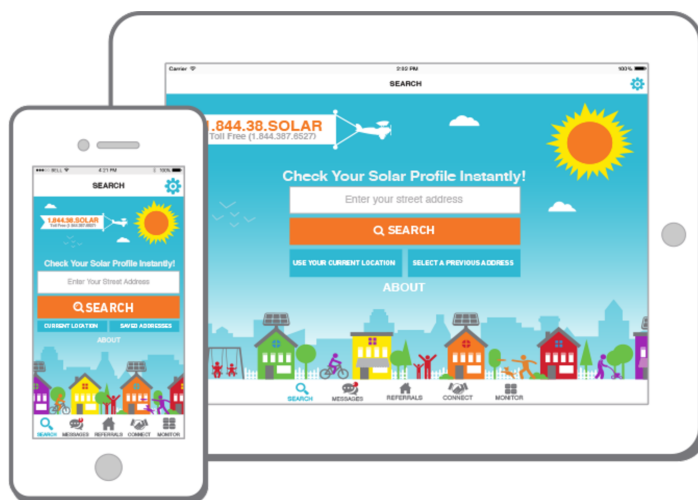 Carrier
2:50 PM
100%
SEARCH
1.844.38.SOLAR
Toll Free (1.844.387.6527)
Check Your Solar Profile Instantly!
Enter your street address
SEARCH
USE YOUR CURRENT LOCATION
SELECT A PREVIOUS ADDRESS
ABOUT
SEARCH
MESSAGES
REFERRALS
CONNECT
MONITOR
BELL
4:21 PM
100%
SEARCH
1.844.38.SOLAR
Check Your Solar Profile Instantly!
Enter Your Street Address
SEARCH
CURRENT LOCATION
SAVED ADDRESSES
ABOUT
SEARCH
MESSAGES
REFERRALS
CONNECT
MONITOR